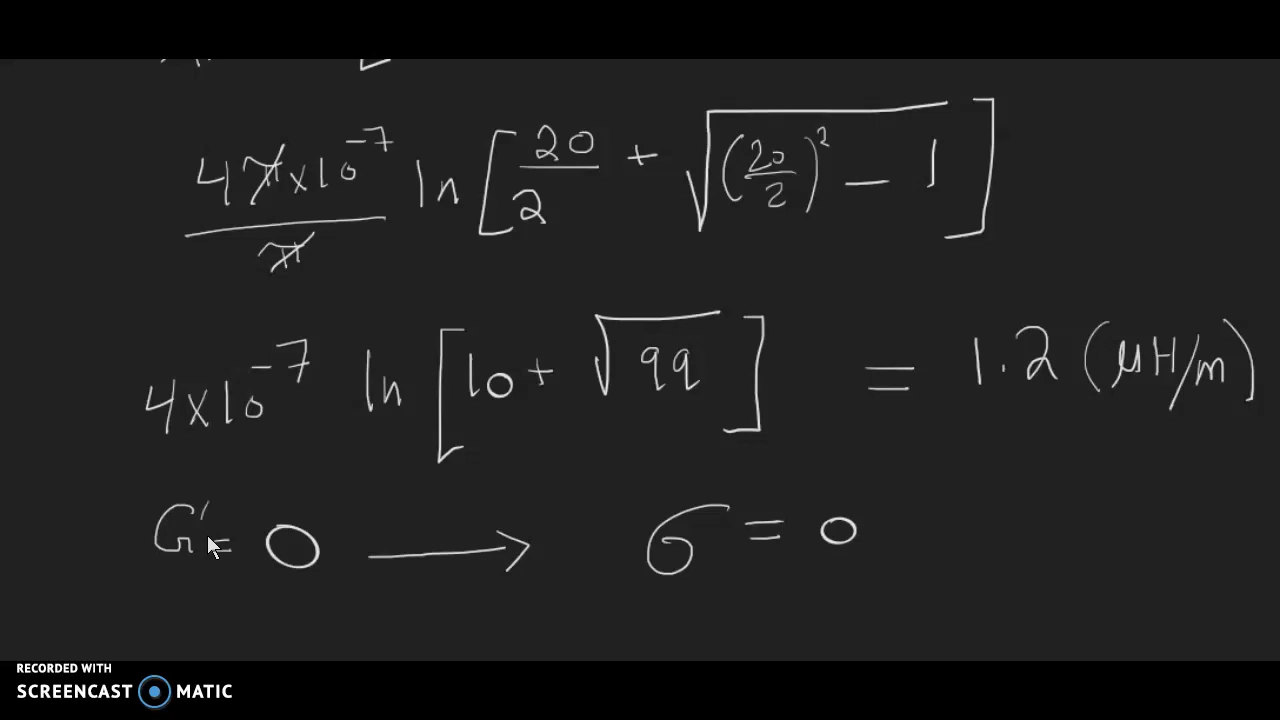 4π×10^-7 / π ln[20/2 + √((20/2)^2 - 1)]
4×10^-7 ln[10 + √99] = 1.2 (μH/m)
G' = 0 → σ = 0
RECORDED WITH
SCREENCAST MATIC